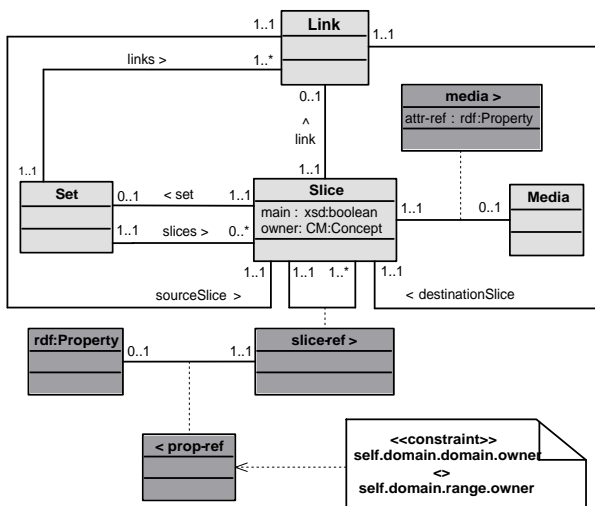 1..1
Link
1..1
links >
1..*
0..1
media >
attr-ref : rdf:Property
^
link
1..1
1..1
Set
0..1
< set
1..1
Slice
main : xsd:boolean
owner: CM:Concept
1..1
0..1
Media
1..1
slices >
0..*
1..1
1..1
1..*
1..1
sourceSlice >
< destinationSlice
rdf:Property
0..1
1..1
slice-ref >
< prop-ref
<<constraint>>
self.domain.domain.owner
<>
self.domain.range.owner